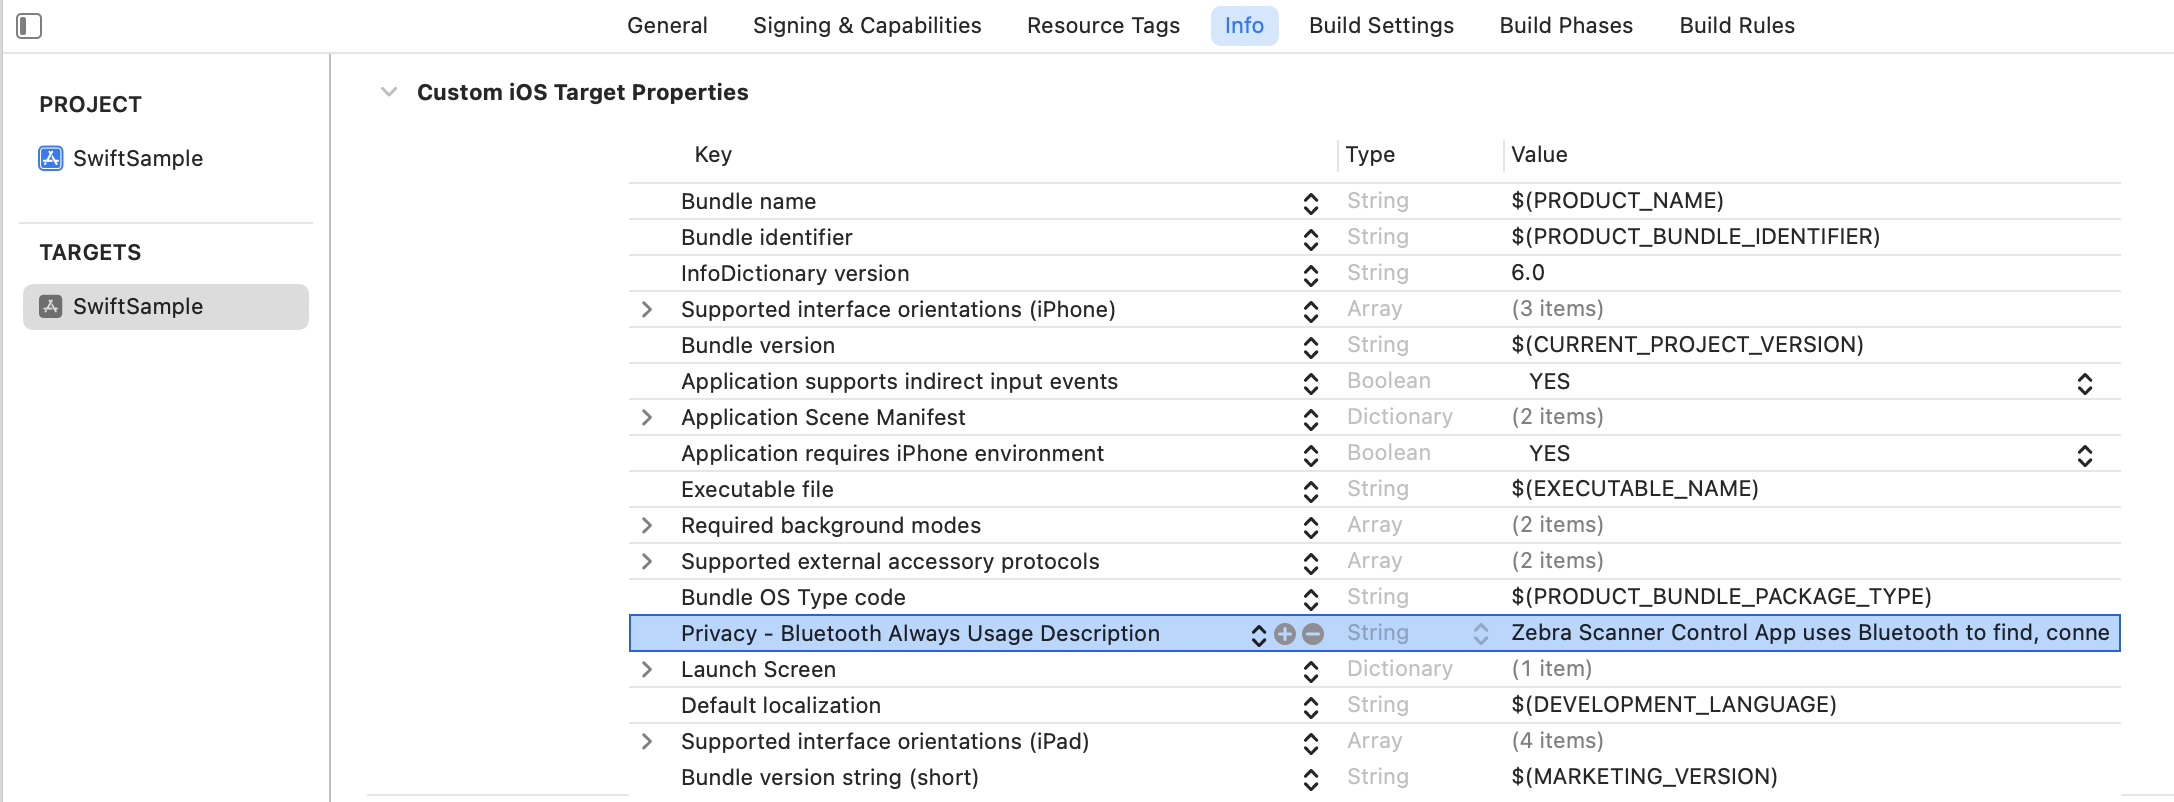 General Signing & Capabilities Resource Tags Info Build Settings Build Phases Build Rules
PROJECT
SwiftSample
TARGETS
SwiftSample
Custom iOS Target Properties
Key Type Value
Bundle name String $(PRODUCT_NAME)
Bundle identifier String $(PRODUCT_BUNDLE_IDENTIFIER)
InfoDictionary version String 6.0
Supported interface orientations (iPhone) Array (3 items)
Bundle version String $(CURRENT_PROJECT_VERSION)
Application supports indirect input events Boolean YES
Application Scene Manifest Dictionary (2 items)
Application requires iPhone environment Boolean YES
Executable file String $(EXECUTABLE_NAME)
Required background modes Array (2 items)
Supported external accessory protocols Array (2 items)
Bundle OS Type code String $(PRODUCT_BUNDLE_PACKAGE_TYPE)
Privacy - Bluetooth Always Usage Description String Zebra Scanner Control App uses Bluetooth to find, conne
Launch Screen Dictionary (1 item)
Default localization String $(DEVELOPMENT_LANGUAGE)
Supported interface orientations (iPad) Array (4 items)
Bundle version string (short) String $(MARKETING_VERSION)